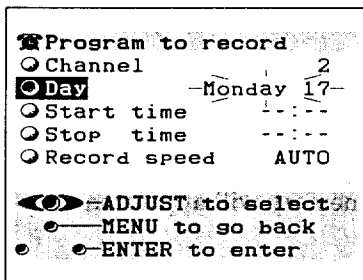 Program to record
Channel 2
Day Monday 17
Start time --:--
Stop time --:--
Record speed AUTO
ADJUST to select
MENU to go back
ENTER to enter